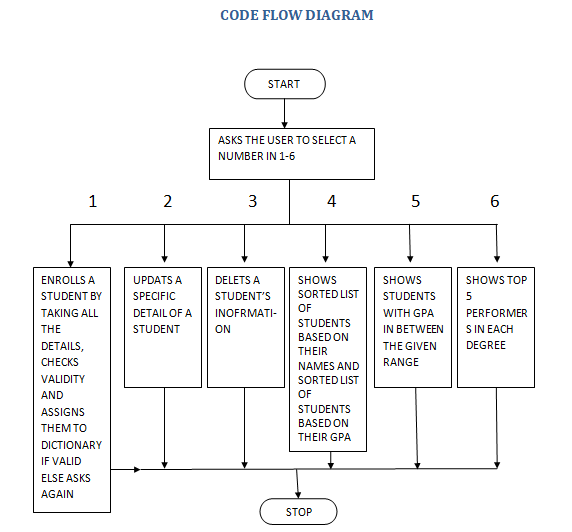 CODE FLOW DIAGRAM
START
ASKS THE USER TO SELECT A
NUMBER IN 1-6
1 2 3 4 5 6
ENROLLS A
STUDENT BY
TAKING ALL
THE
DETAILS,
CHECKS
VALIDITY
AND
ASSIGNS
THEM TO
DICTIONARY
IF VALID
ELSE ASKS
AGAIN
UPDATS A
SPECIFIC
DETAIL OF A
STUDENT
DELETS A
STUDENT'S
INOFRMATI-
ON
SHOWS
SORTED LIST
OF
STUDENTS
BASED ON
THEIR
NAMES AND
SORTED LIST
OF
STUDENTS
BASED ON
THEIR GPA
SHOWS
STUDENTS
WITH GPA
IN BETWEEN
THE GIVEN
RANGE
SHOWS TOP
5
PERFORMER
S IN EACH
DEGREE
STOP